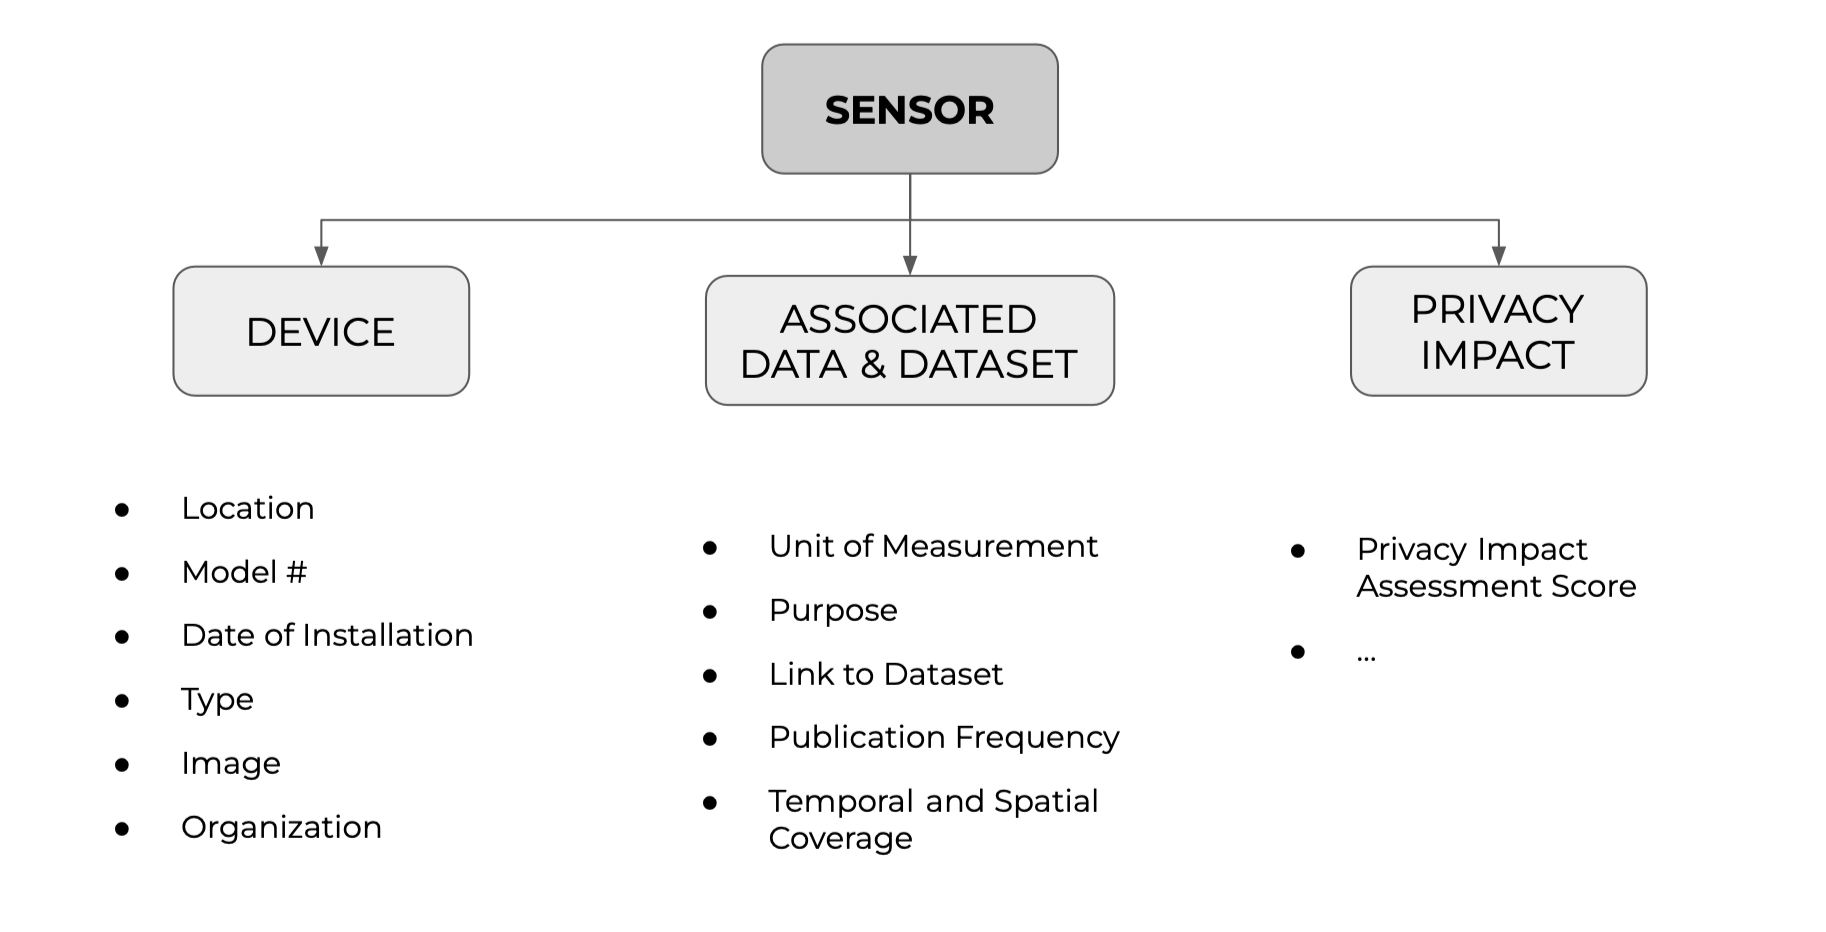 SENSOR
DEVICE
ASSOCIATED
DATA & DATASET
PRIVACY
IMPACT
● Location
● Model #
● Date of Installation
● Type
● Image
● Organization
● Unit of Measurement
● Purpose
● Link to Dataset
● Publication Frequency
● Temporal and Spatial
Coverage
● Privacy Impact
Assessment Score
● ...